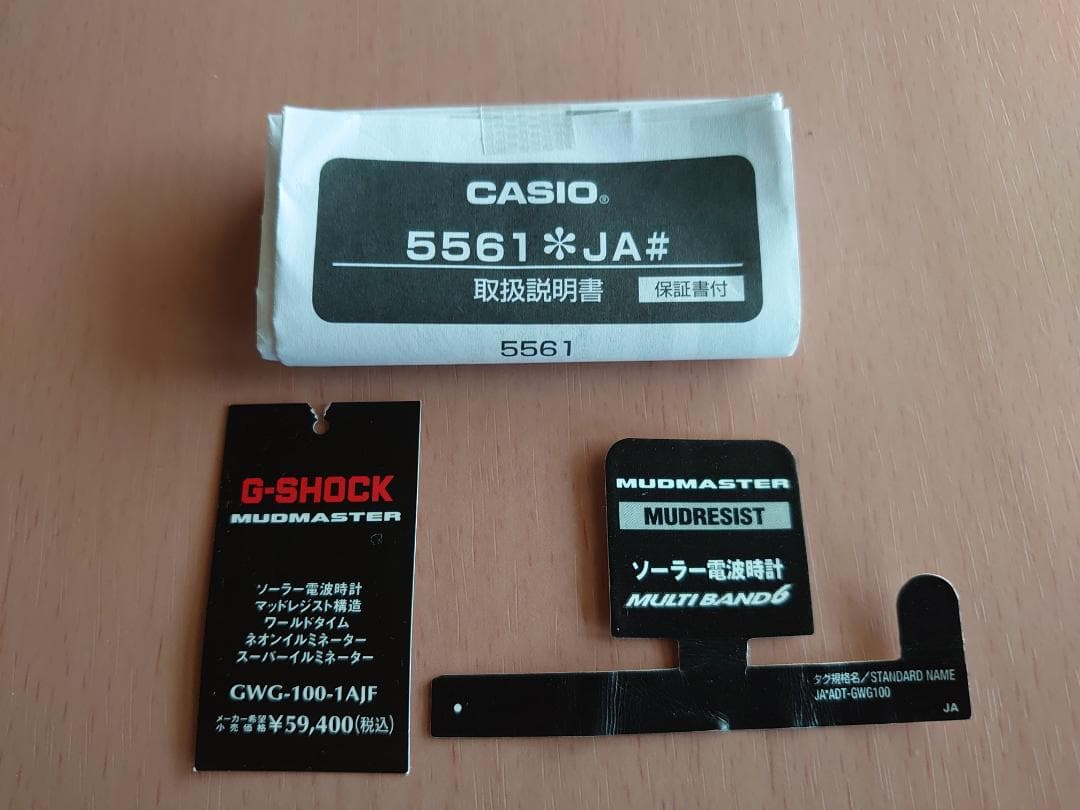 CASIO®
5561*JA#
取扱説明書 保証書付
5561
G-SHOCK
MUDMASTER
ソーラー電波時計
マッドレジスト構造
ワールドタイム
ネオンイルミネーター
スーパーイルミネーター
GWG-100-1AJF
メーカー希望小売価格 ¥59,400(税込)
MUDMASTER
MUDRESIST
ソーラー電波時計
MULTI BAND 6
タグ規格名/STANDARD NAME
JA*ADT-GWG100
JA